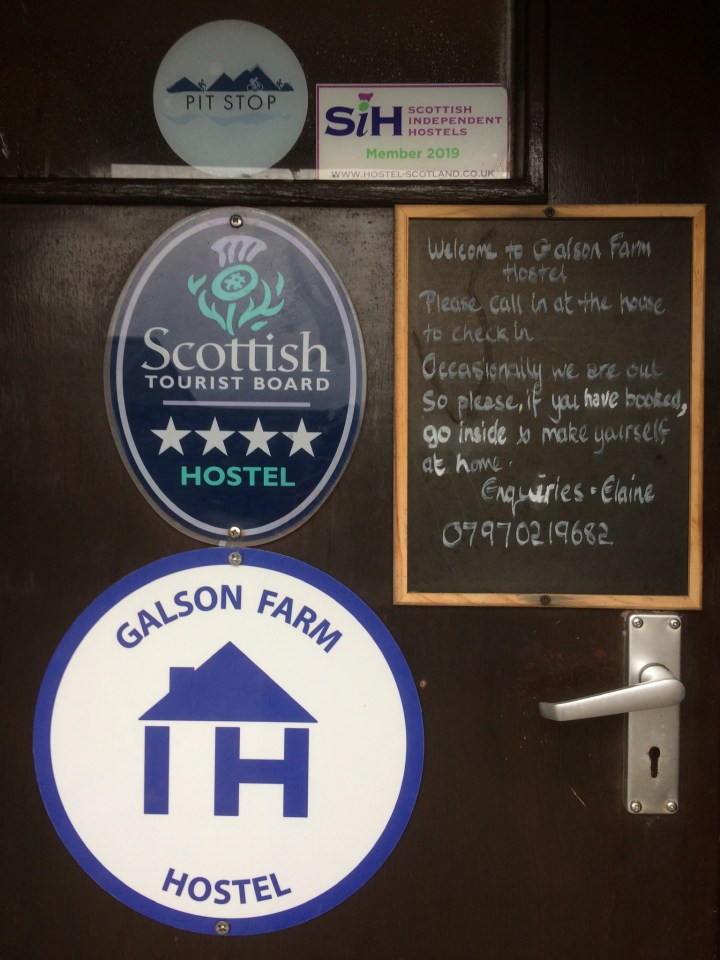 PIT STOP
SiH SCOTTISH
INDEPENDENT
HOSTELS
Member 2019
WWW.HOSTEL-SCOTLAND.CO.UK
Scottish
TOURIST BOARD
HOSTEL
Welcome to Galson Farm
Hostel
Please call in at the house
to check in
Occasionally we are out
So please, if you have booked,
go inside & make yourself
at home.
Enquiries - Elaine
07970219682
GALSON FARM
IH
HOSTEL